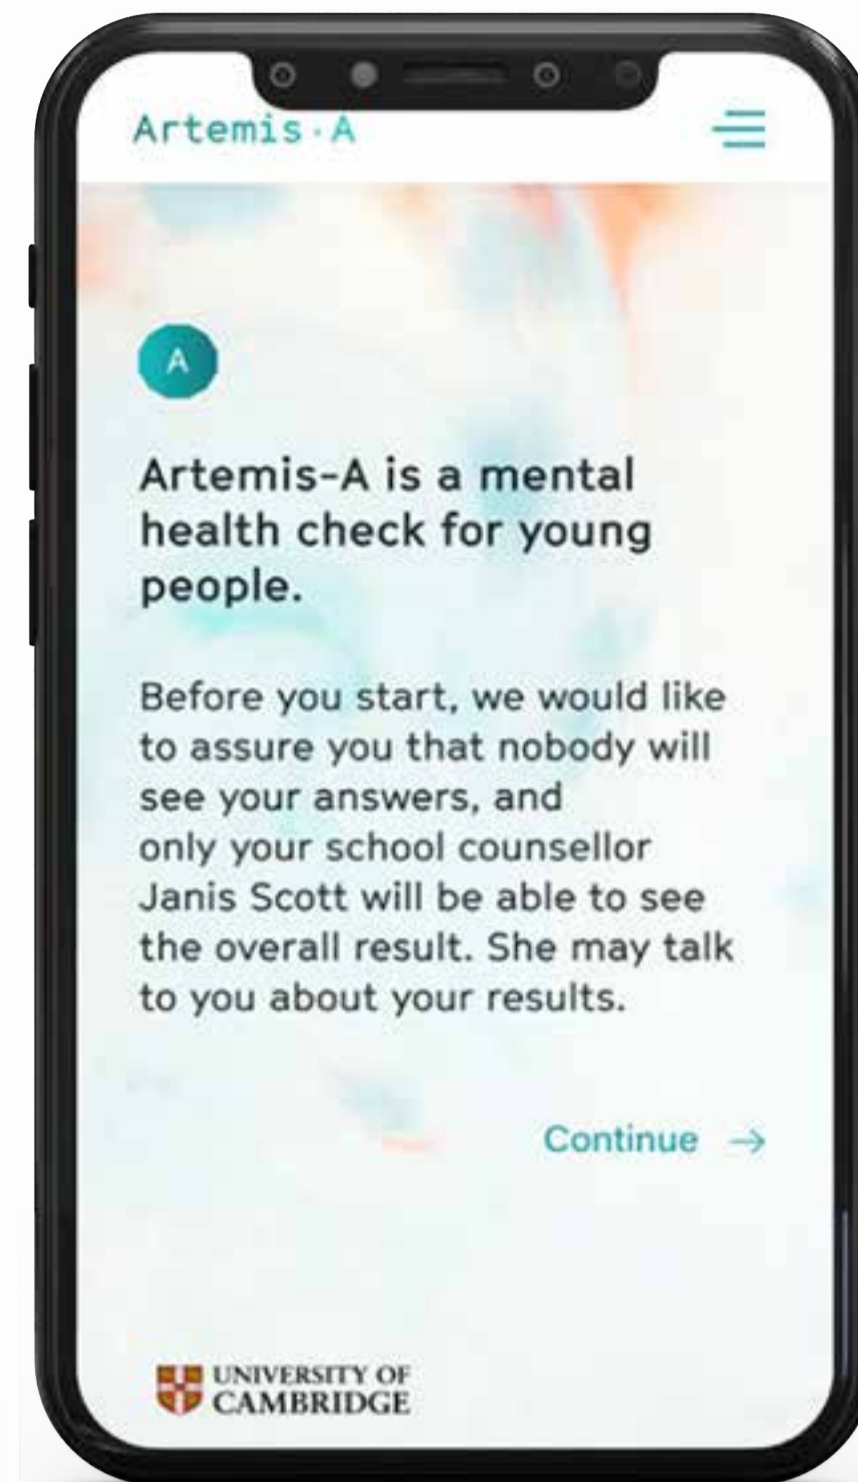 Artemis·A
A
Artemis-A is a mental
health check for young
people.
Before you start, we would like
to assure you that nobody will
see your answers, and
only your school counsellor
Janis Scott will be able to see
the overall result. She may talk
to you about your results.
Continue →
UNIVERSITY OF
CAMBRIDGE